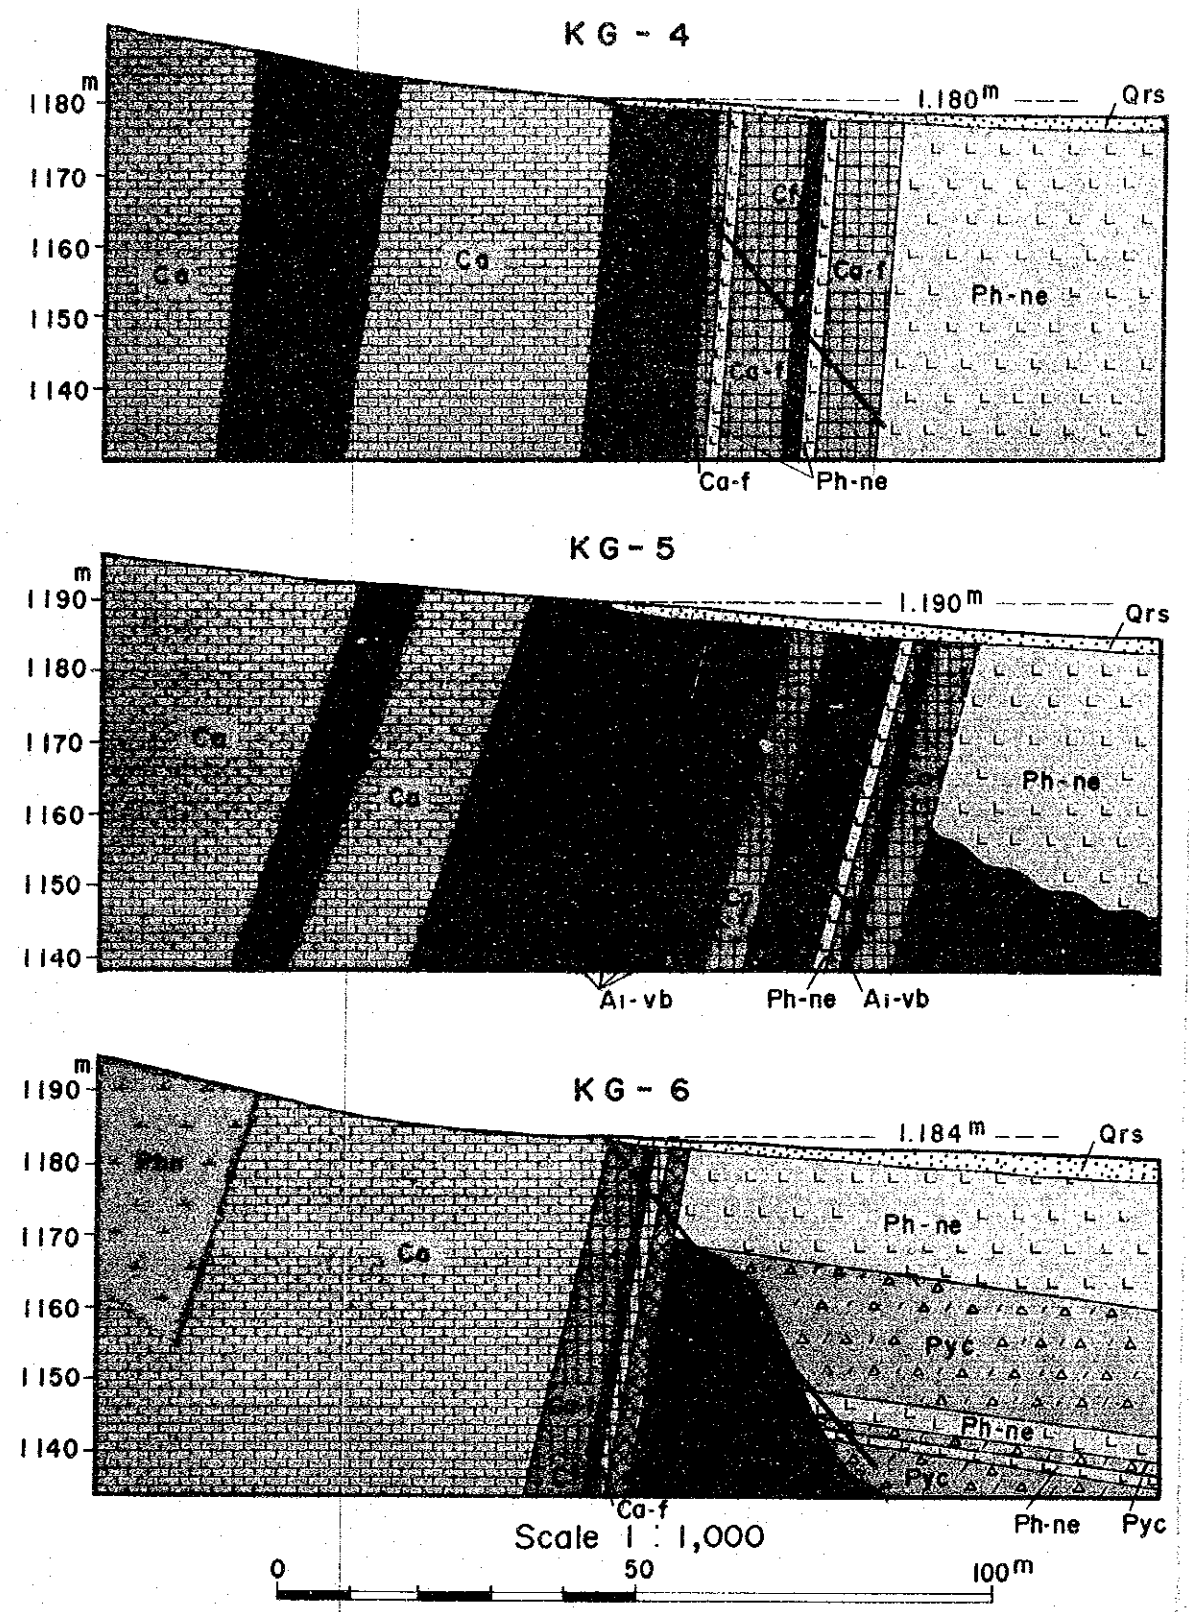 KG-4
m
1180
1.180m
Qrs
1170
Cf
1160
Ca
Ca
Ca-f
Ph-ne
1150
Ca-f
1140
Ca-f
Ph-ne
KG-5
m
1190
1.190m
Qrs
1180
1170
Ca
Ph-ne
Ca
1160
1150
1140
Ai-vb
Ph-ne
Ai-vb
m
1190
KG-6
1.184m
Qrs
1180
Phn
1170
Ph-ne
Ca
1160
Pyc
1150
Ph-ne
1140
Pyc
Ca-f
Ph-ne
Pyc
Scale 1:1,000
0
50
100m